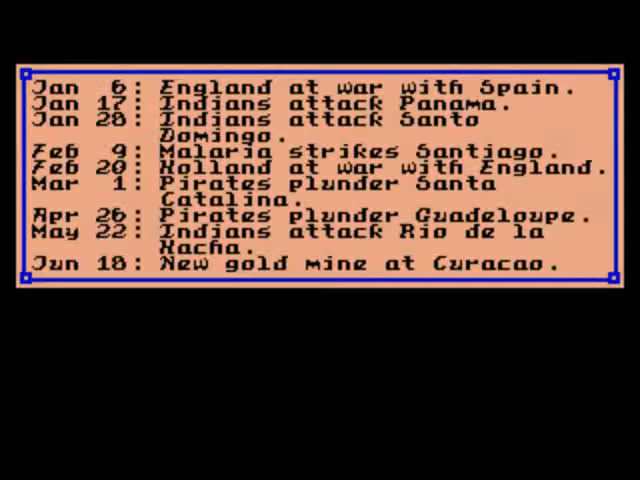 Jan  6: England at war with Spain.
Jan 17: Indians attack Panama.
Jan 28: Indians attack Santo
Domingo.
Feb  9: Malaria strikes Santiago.
Feb 20: Holland at war with England.
Mar  1: Pirates plunder Santa
Catalina.
Apr 26: Pirates plunder Guadeloupe.
May 22: Indians attack Rio de la
Hacha.
Jun 18: New gold mine at Curacao.